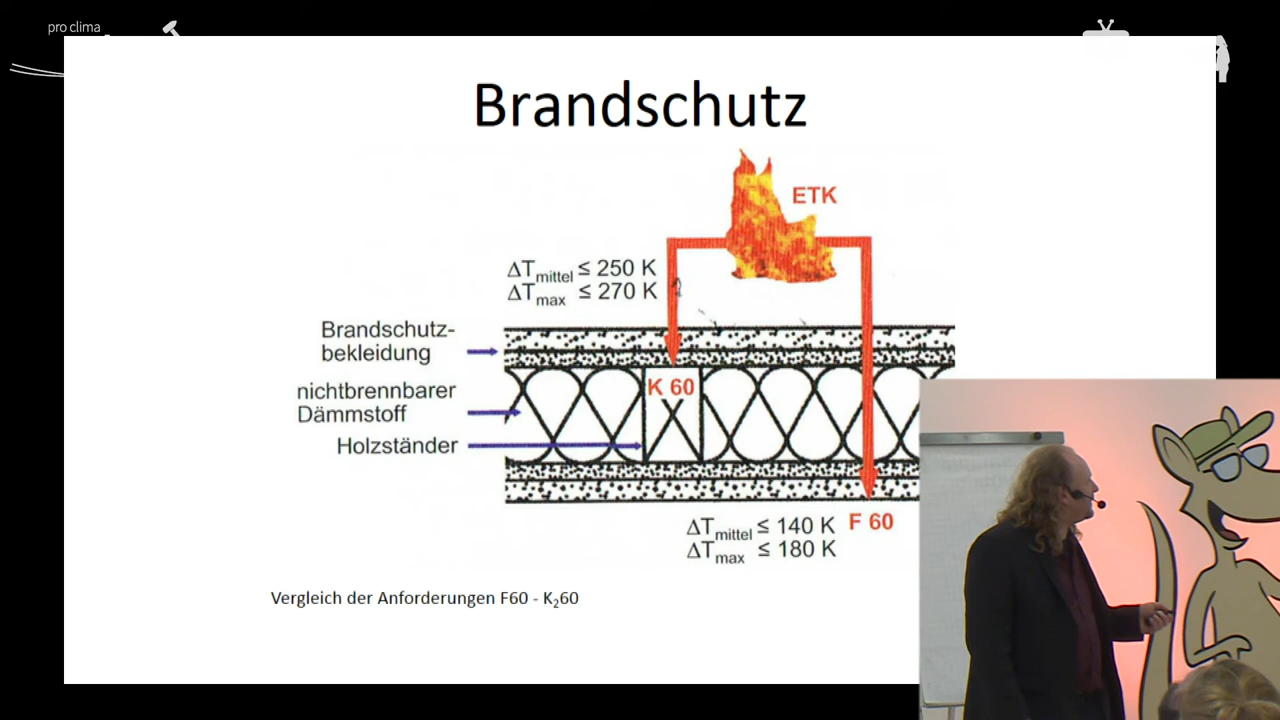 pro clima
Brandschutz
ETK
ΔTmittel ≤ 250 K
ΔTmax ≤ 270 K
Brandschutz-
bekleidung
nichtbrennbarer
Dämmstoff
Holzständer
K 60
ΔTmittel ≤ 140 K
ΔTmax ≤ 180 K
F 60
Vergleich der Anforderungen F60 - K₂60